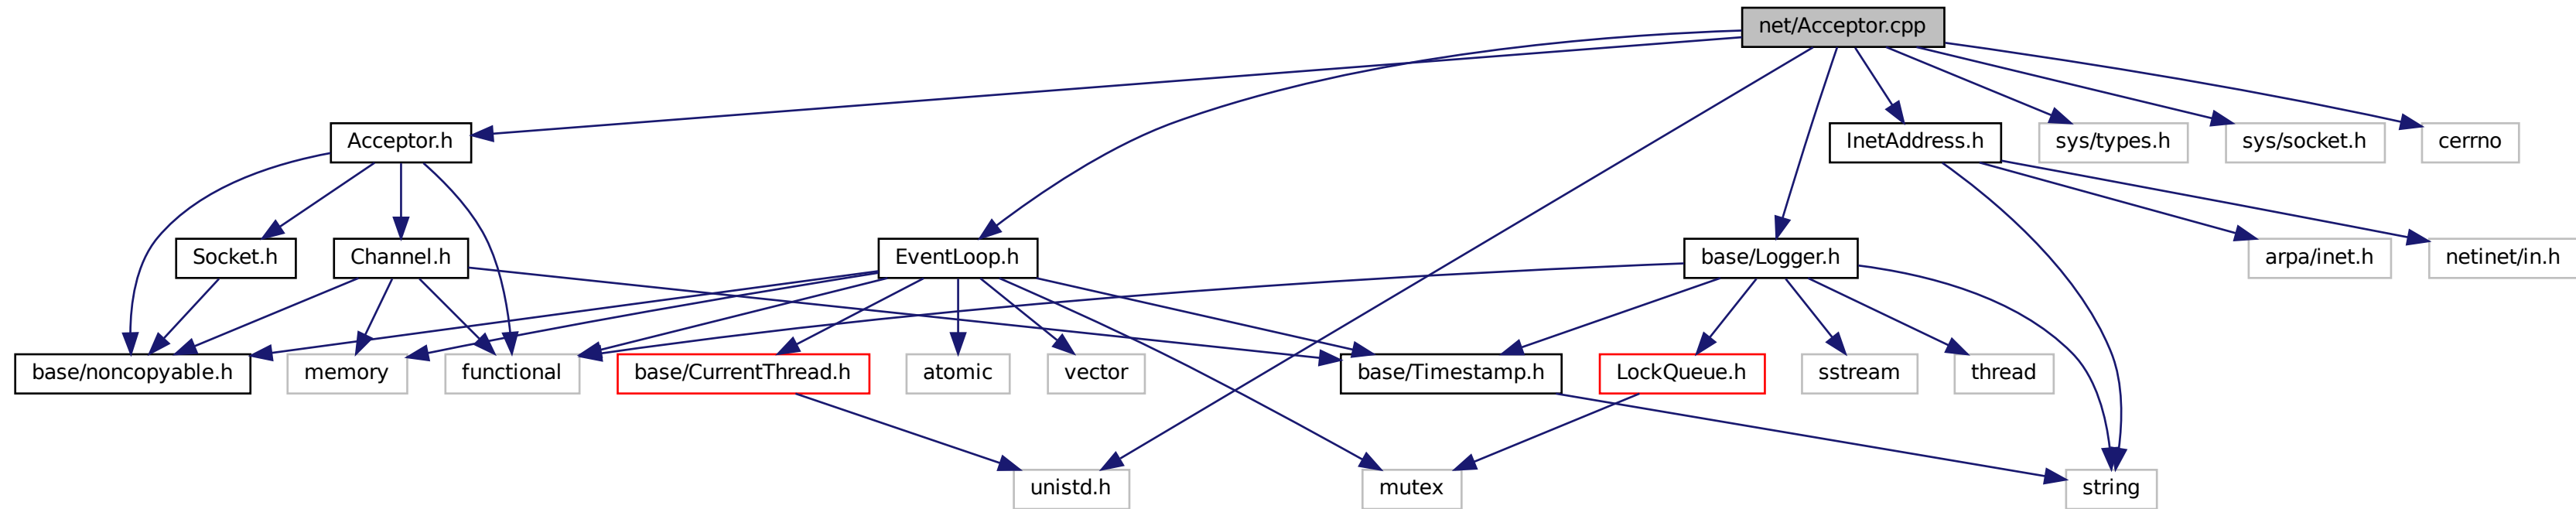 net/Acceptor.cpp
Acceptor.h
InetAddress.h
sys/types.h
sys/socket.h
cerrno
Socket.h
Channel.h
EventLoop.h
base/Logger.h
arpa/inet.h
netinet/in.h
base/noncopyable.h
memory
functional
base/CurrentThread.h
atomic
vector
base/Timestamp.h
LockQueue.h
sstream
thread
unistd.h
mutex
string